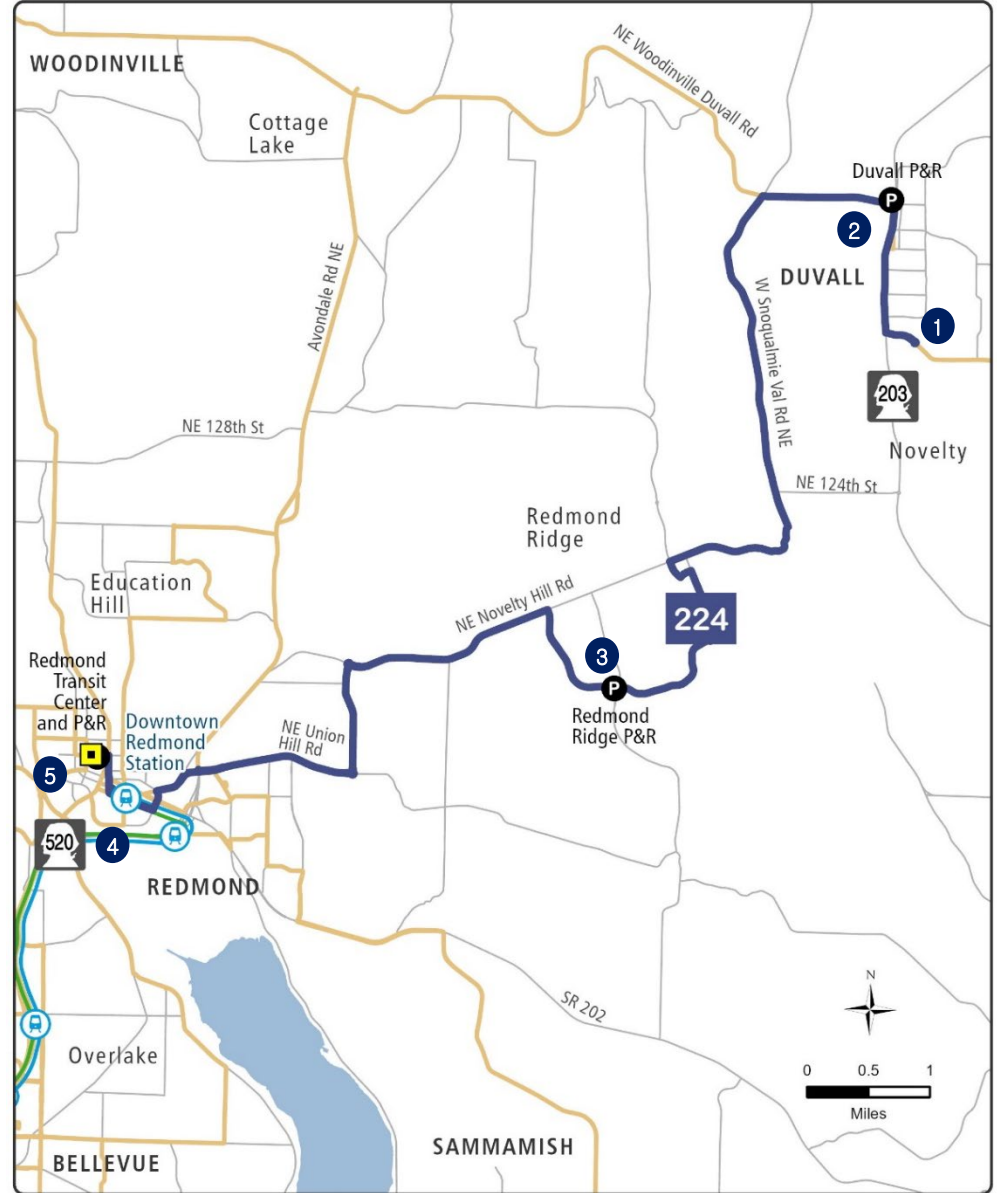 WOODINVILLE
Cottage
Lake
NE Woodinville Duvall Rd
Duvall P&R
P
2
DUVALL
1
Avondale Rd NE
W Snoqualmie Val Rd NE
203
Novelty
NE 128th St
NE 124th St
Redmond
Ridge
Education
Hill
NE Novelty Hill Rd
224
3
P
Redmond
Ridge P&R
Redmond
Transit
Center
and P&R
Downtown
Redmond
Station
NE Union
Hill Rd
5
520
4
REDMOND
SR 202
N
Overlake
0 0.5 1
Miles
SAMMAMISH
BELLEVUE